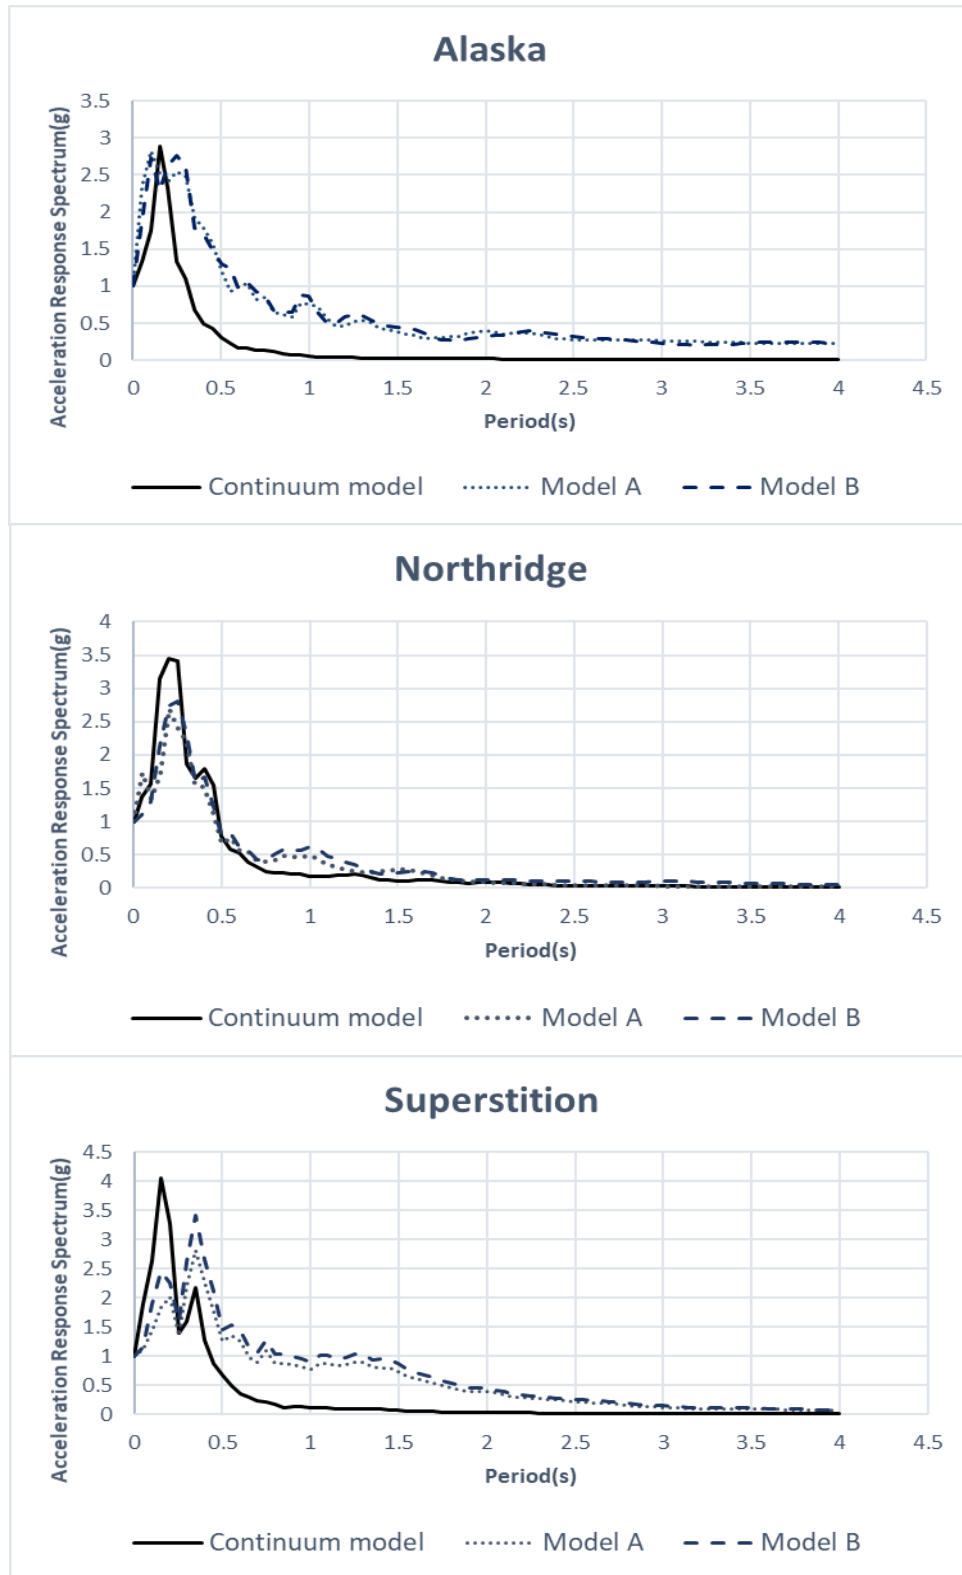 Alaska
Acceleration Response Spectrum(g)
3.5
3
2.5
2
1.5
1
0.5
0
0 0.5 1 1.5 2 2.5 3 3.5 4 4.5
Period(s)
Continuum model Model A Model B
Northridge
Acceleration Response Spectrum(g)
4
3.5
3
2.5
2
1.5
1
0.5
0
0 0.5 1 1.5 2 2.5 3 3.5 4 4.5
Period(s)
Continuum model Model A Model B
Superstition
Acceleration Response Spectrum(g)
4.5
4
3.5
3
2.5
2
1.5
1
0.5
0
0 0.5 1 1.5 2 2.5 3 3.5 4 4.5
Period(s)
Continuum model Model A Model B